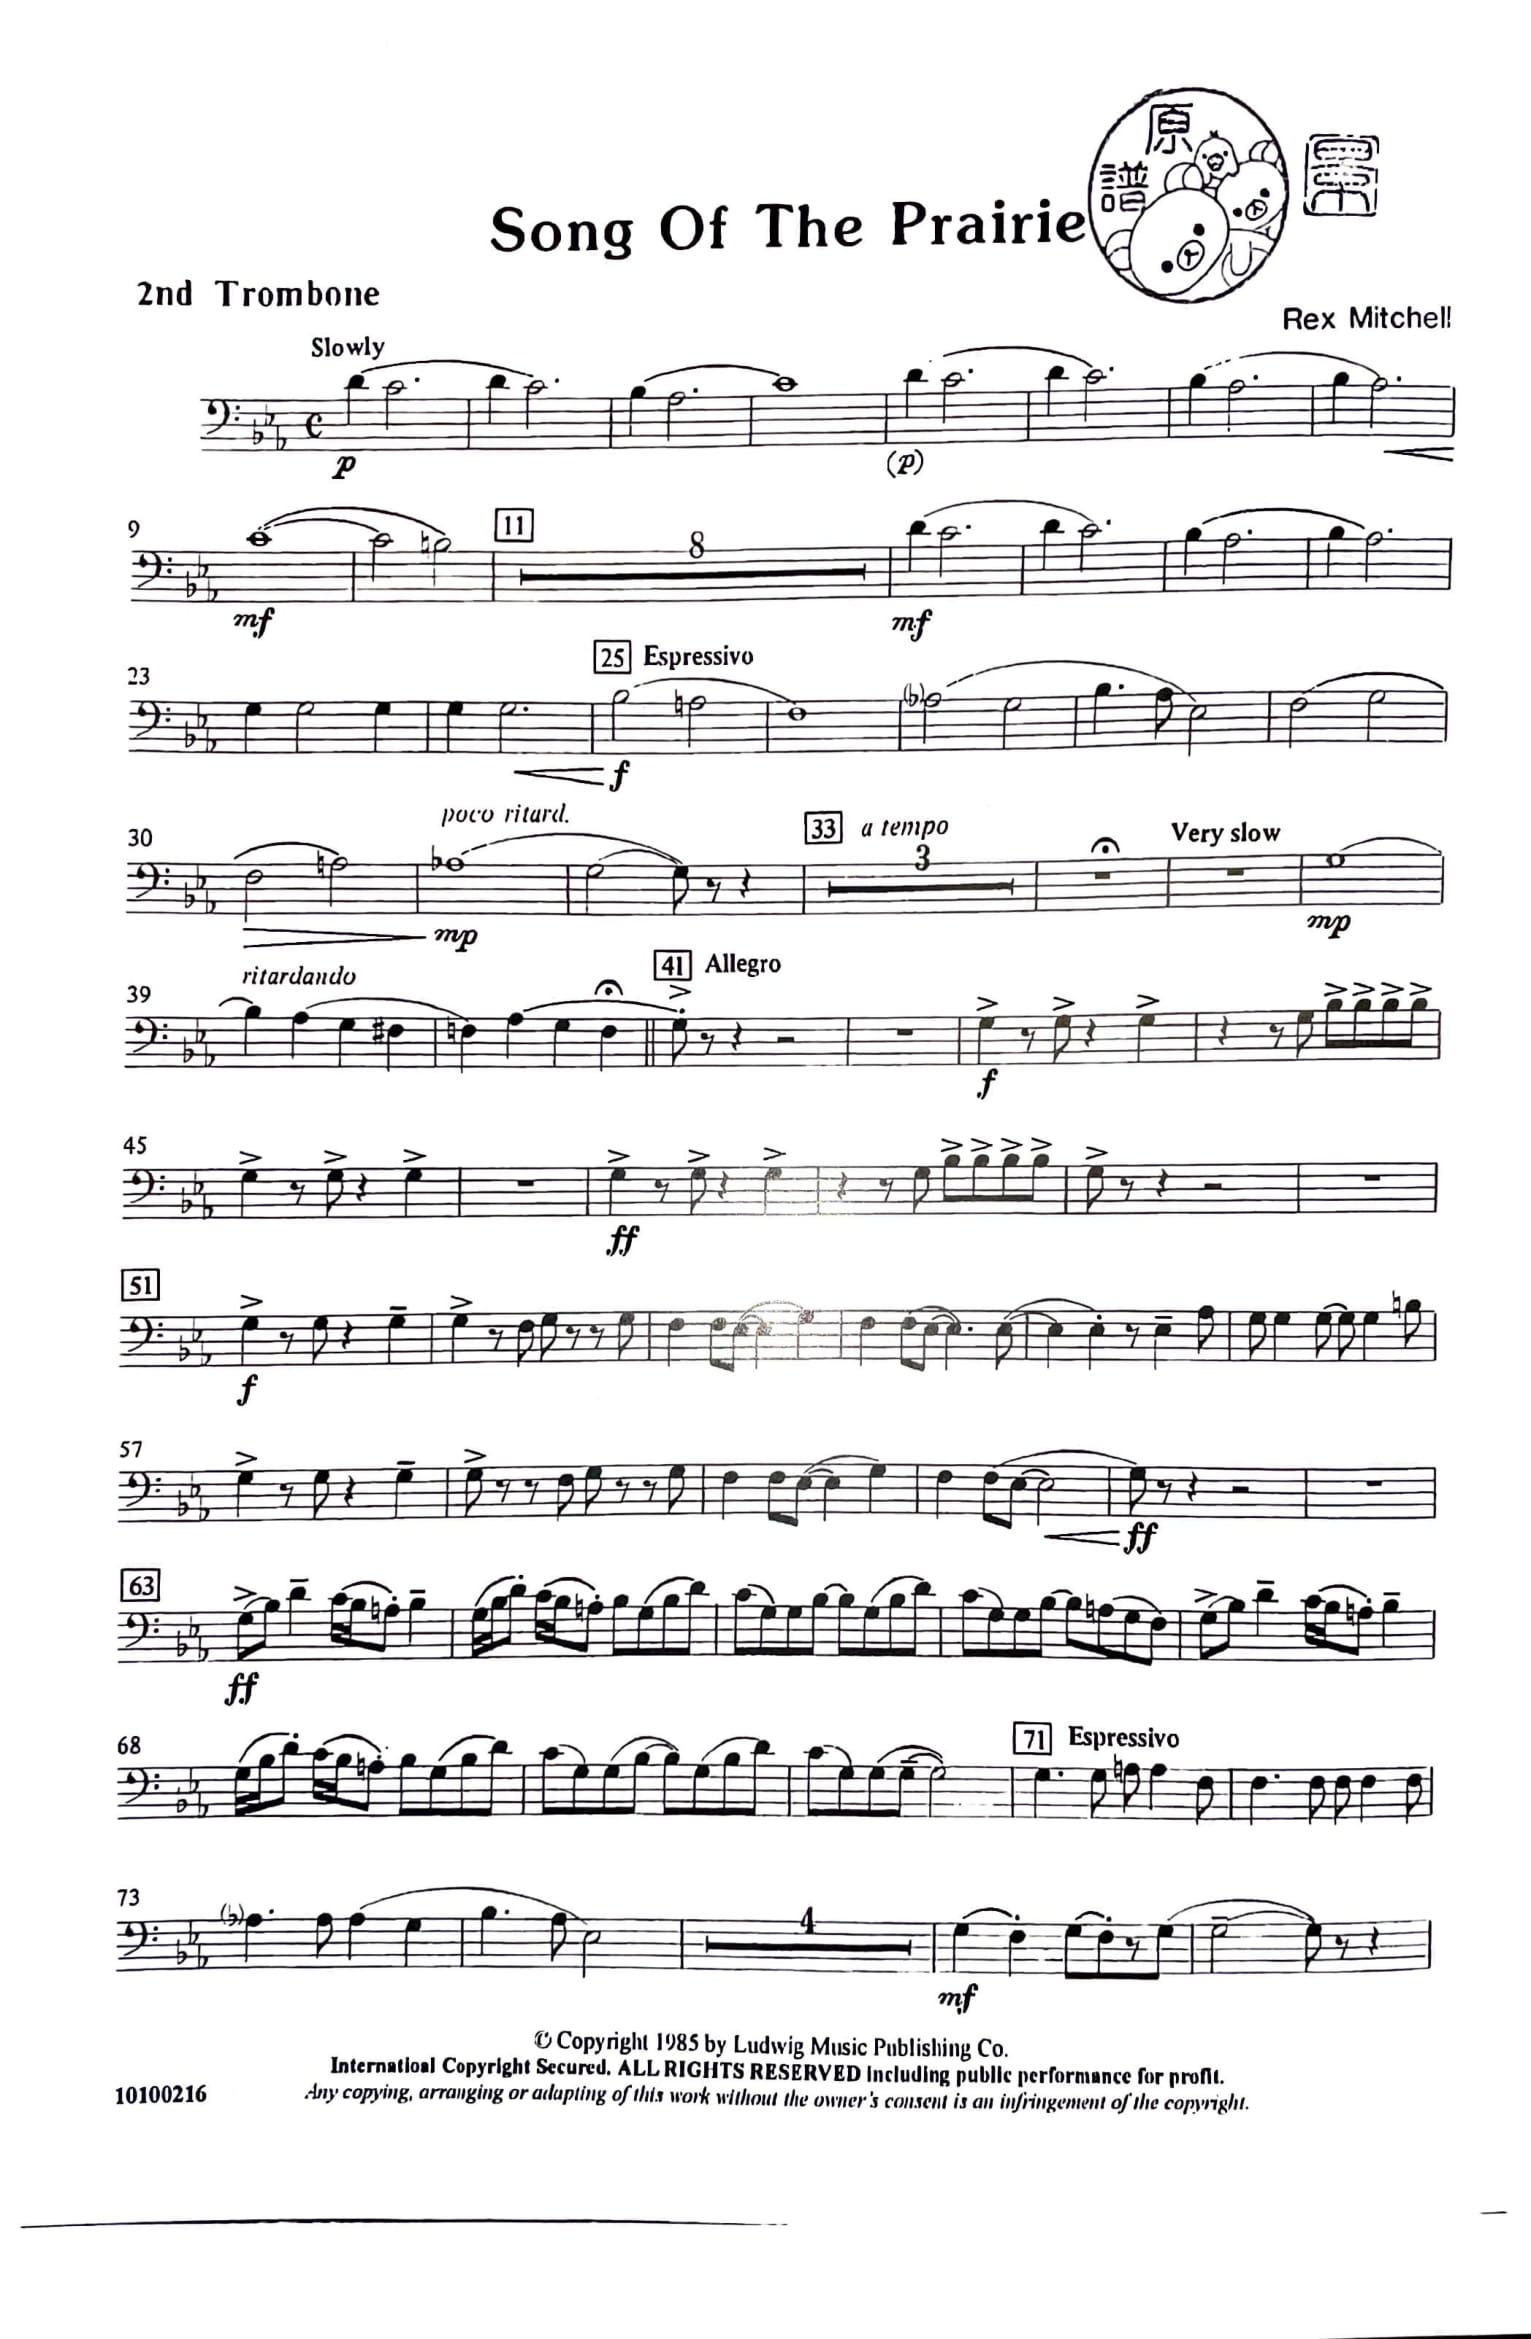 原
譜
Song Of The Prairie
2nd Trombone
Rex Mitchell
Slowly
p
(p)
9
11
8
mf
mf
23
25 Espressivo
f
30
poco ritard.
33 a tempo
3
Very slow
mp
mp
39
ritardando
41 Allegro
f
45
ff
51
f
57
ff
63
ff
68
71 Espressivo
73
4
mf
© Copyright 1985 by Ludwig Music Publishing Co.
International Copyright Secured. ALL RIGHTS RESERVED including public performance for profit.
10100216
Any copying, arranging or adapting of this work without the owner's consent is an infringement of the copyright.